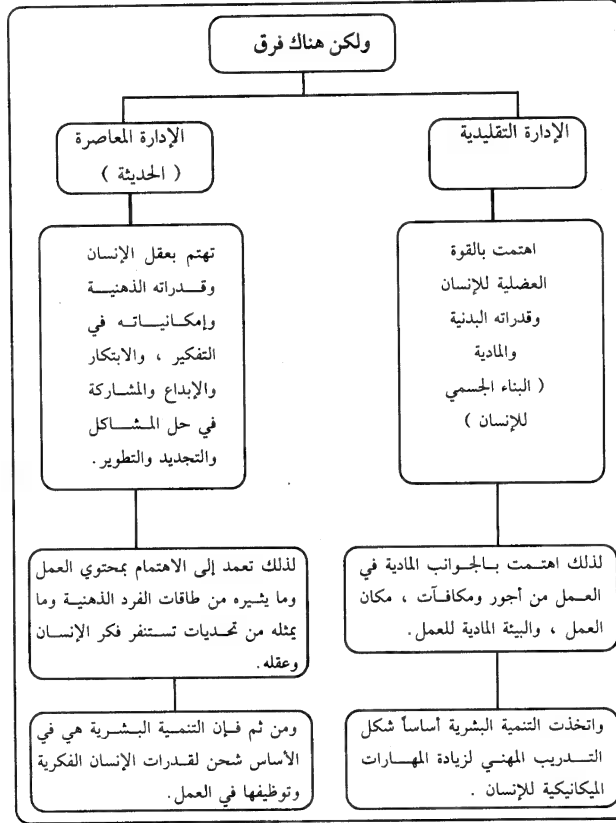 ولكن هناك فرق
الإدارة التقليدية
الإدارة المعاصرة
( الحديثة )
اهتمت بالقوة
العضلية للإنسان
وقدراته البدنية
والمادية
( البناء الجسمي
للإنسان )
تهتم بعقل الإنسان
وقدراته الذهنية
وإمكانياته في
التفكير ، والابتكار
والإبداع والمشاركة
في حل المشاكل
والتجديد والتطوير.
لذلك اهتمت بالجوانب المادية في
العمل من أجور ومكافآت ، مكان
العمل ، والبيئة المادية للعمل.
لذلك تعمد إلى الاهتمام بمحتوي العمل
وما يثيره من طاقات الفرد الذهنية وما
يمثله من تحديات تستنفر فكر الإنسان
وعقله.
واتخذت التنمية البشرية أساساً شكل
التدريب المهني لزيادة المهارات
الميكانيكية للإنسان .
ومن ثم فإن التنمية البشرية هي في
الأساس شحن لقدرات الإنسان الفكرية
وتوظيفها في العمل.